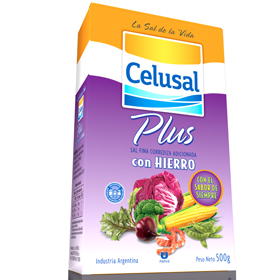 La Sal de la Vida
Celusal
Plus
SAL FINA CORREDIZA ADICIONADA
con HIERRO
CON EL
SABOR DE
SIEMPRE
Industria Argentina
Peso Neto 500g